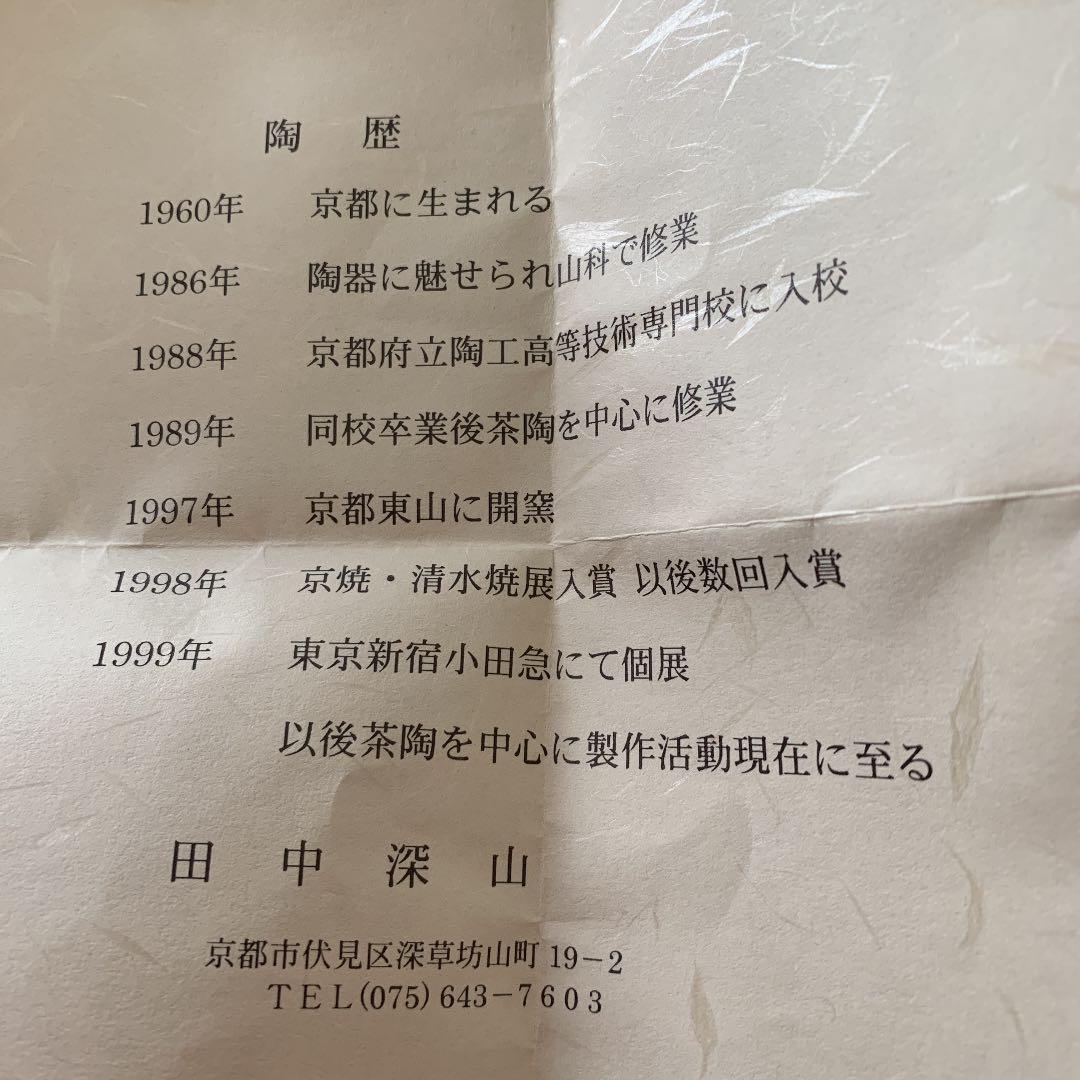 陶歴
1960年 京都に生まれる
1986年 陶器に魅せられ山科で修業
1988年 京都府立陶工高等技術専門校に入校
1989年 同校卒業後茶陶を中心に修業
1997年 京都東山に開窯
1998年 京焼・清水焼展入賞 以後数回入賞
1999年 東京新宿小田急にて個展
以後茶陶を中心に製作活動現在に至る
田中深山
京都市伏見区深草坊山町19-2
TEL(075)643-7603